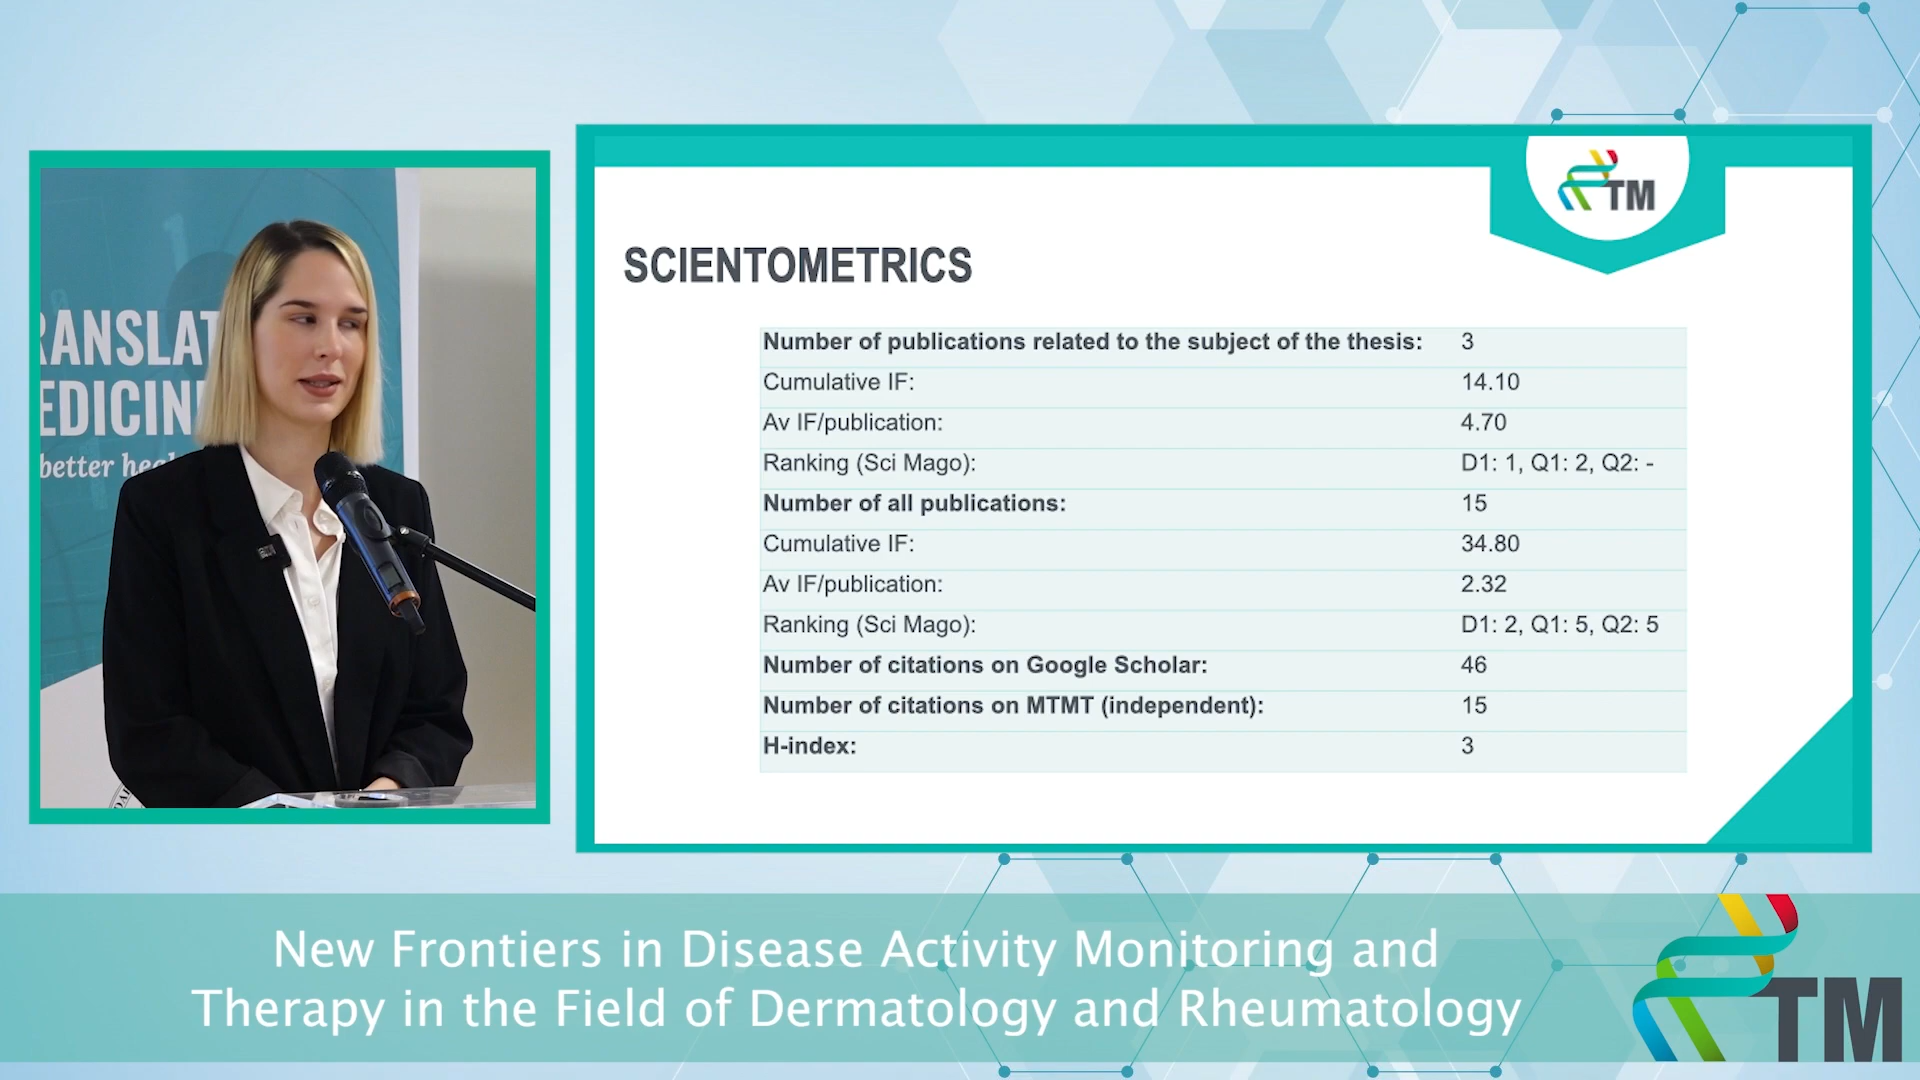 RANSLAT
EDICIN
better heal
TM
SCIENTOMETRICS
Number of publications related to the subject of the thesis: 3
Cumulative IF: 14.10
Av IF/publication: 4.70
Ranking (Sci Mago): D1: 1, Q1: 2, Q2: -
Number of all publications: 15
Cumulative IF: 34.80
Av IF/publication: 2.32
Ranking (Sci Mago): D1: 2, Q1: 5, Q2: 5
Number of citations on Google Scholar: 46
Number of citations on MTMT (independent): 15
H-index: 3
New Frontiers in Disease Activity Monitoring and
Therapy in the Field of Dermatology and Rheumatology
TM